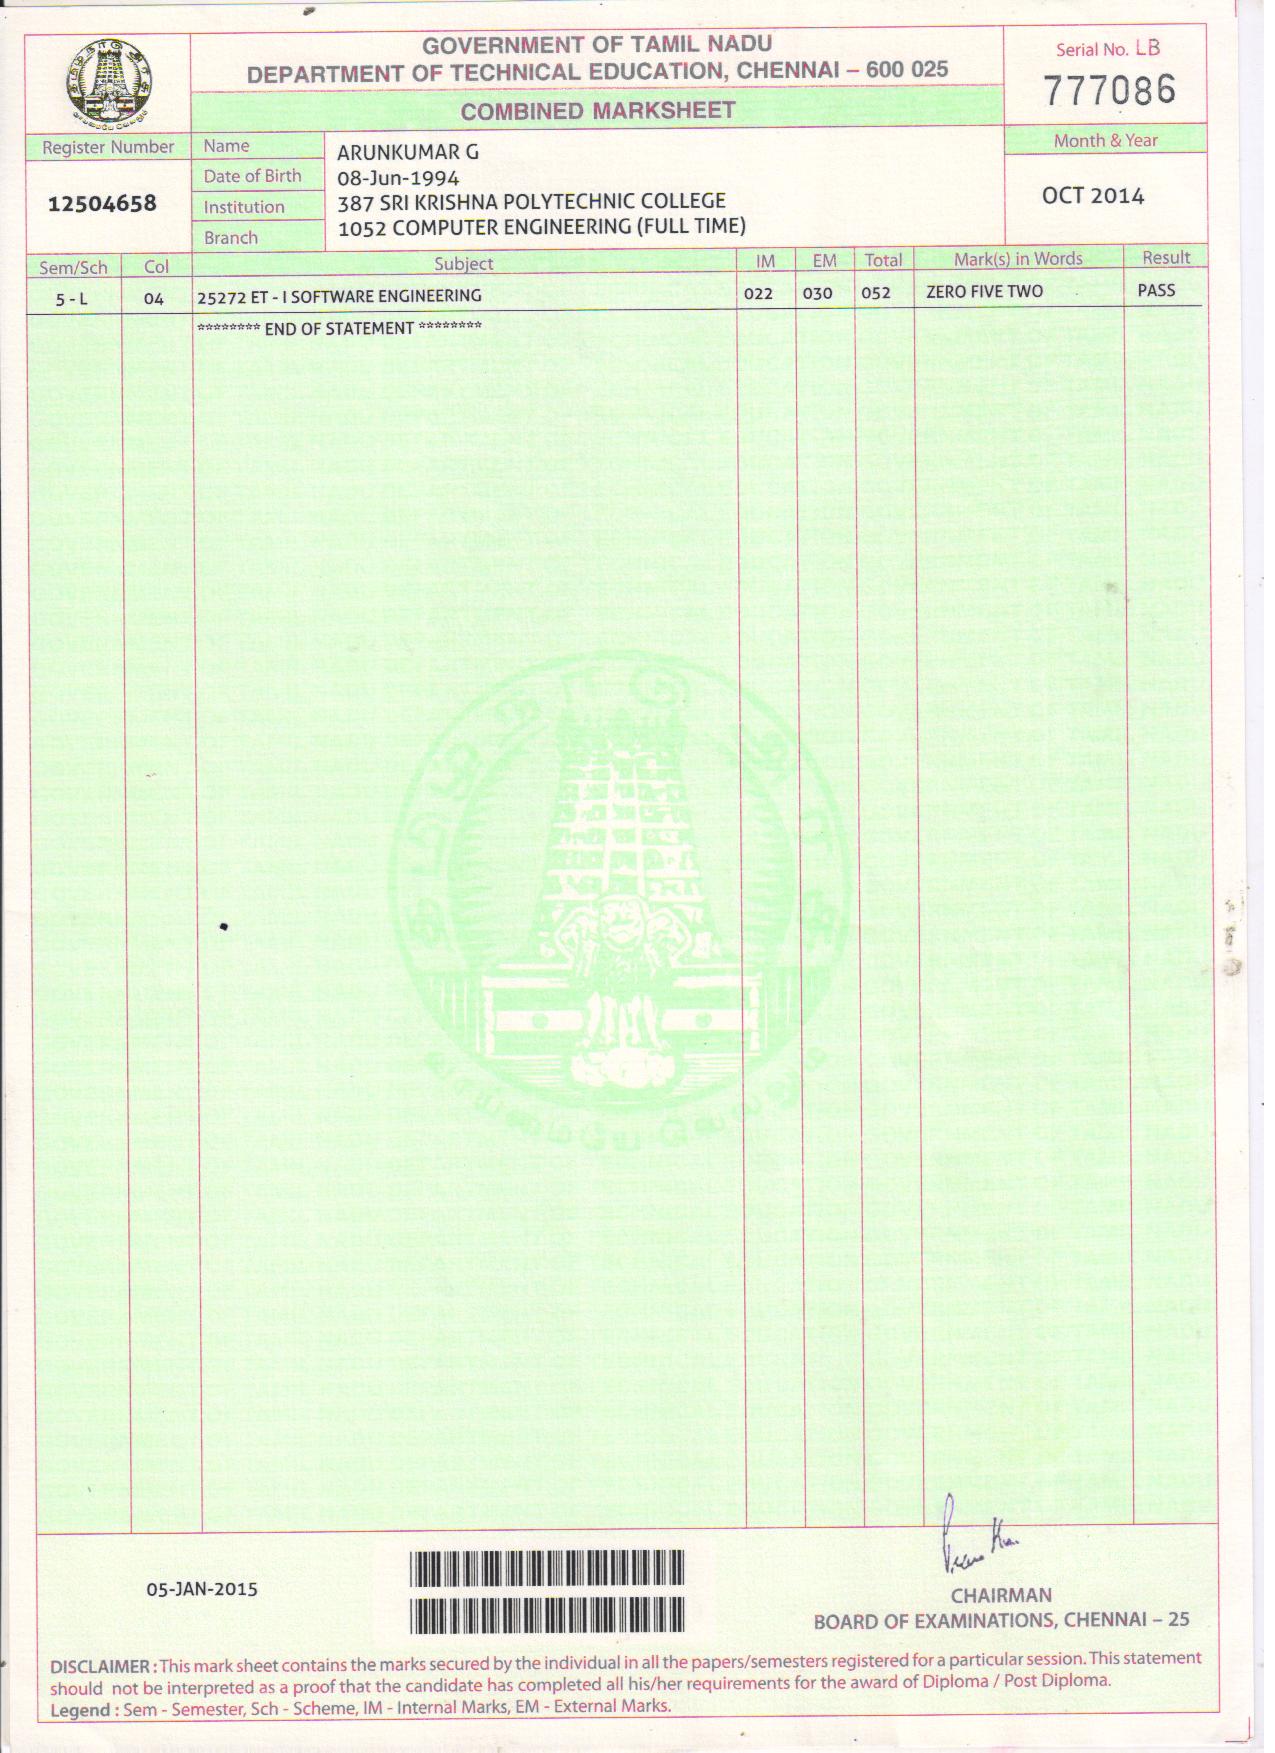 GOVERNMENT OF TAMIL NADU
DEPARTMENT OF TECHNICAL EDUCATION, CHENNAI – 600 025
COMBINED MARKSHEET
Serial No. LB
777086
Register Number
12504658
Name ARUNKUMAR G
Date of Birth 08-Jun-1994
Institution 387 SRI KRISHNA POLYTECHNIC COLLEGE
Branch 1052 COMPUTER ENGINEERING (FULL TIME)
Month & Year
OCT 2014
Sem/Sch Col Subject IM EM Total Mark(s) in Words Result
5 - L 04 25272 ET - I SOFTWARE ENGINEERING 022 030 052 ZERO FIVE TWO PASS
******** END OF STATEMENT ********
05-JAN-2015
CHAIRMAN
BOARD OF EXAMINATIONS, CHENNAI – 25
DISCLAIMER : This mark sheet contains the marks secured by the individual in all the papers/semesters registered for a particular session. This statement
should not be interpreted as a proof that the candidate has completed all his/her requirements for the award of Diploma / Post Diploma.
Legend : Sem - Semester, Sch - Scheme, IM - Internal Marks, EM - External Marks.